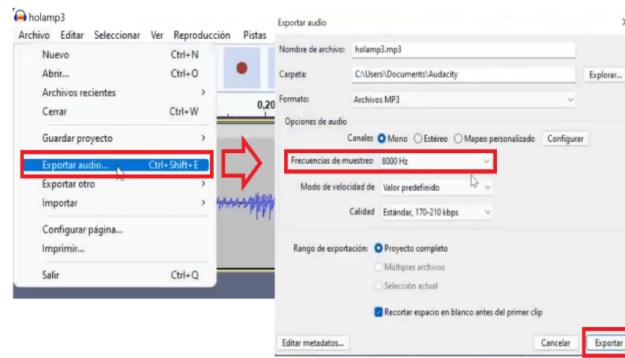 holamp3
Archivo Editar Seleccionar Ver Reproducción Pistas
Nuevo Ctrl+N
Abrir... Ctrl+O
Archivos recientes >
Cerrar Ctrl+W
0,20
Guardar proyecto >
Exportar audio... Ctrl+Shift+E
Exportar otro >
Importar >
Configurar página...
Imprimir...
Salir Ctrl+Q
Exportar audio
Nombre de archivo: holamp3.mp3
Carpeta: C:\Users\Documents\Audacity Explorar...
Formato: Archivos MP3
Opciones de audio
Canales Mono Estéreo Mapeo personalizado Configurar
Frecuencias de muestreo 8000 Hz
Modo de velocidad de Valor predefinido
Calidad Estándar, 170-210 kbps
Rango de exportación: Proyecto completo
Múltiples archivos
Selección actual
Recortar espacio en blanco antes del primer clip
Editar metadatos... Cancelar Exportar